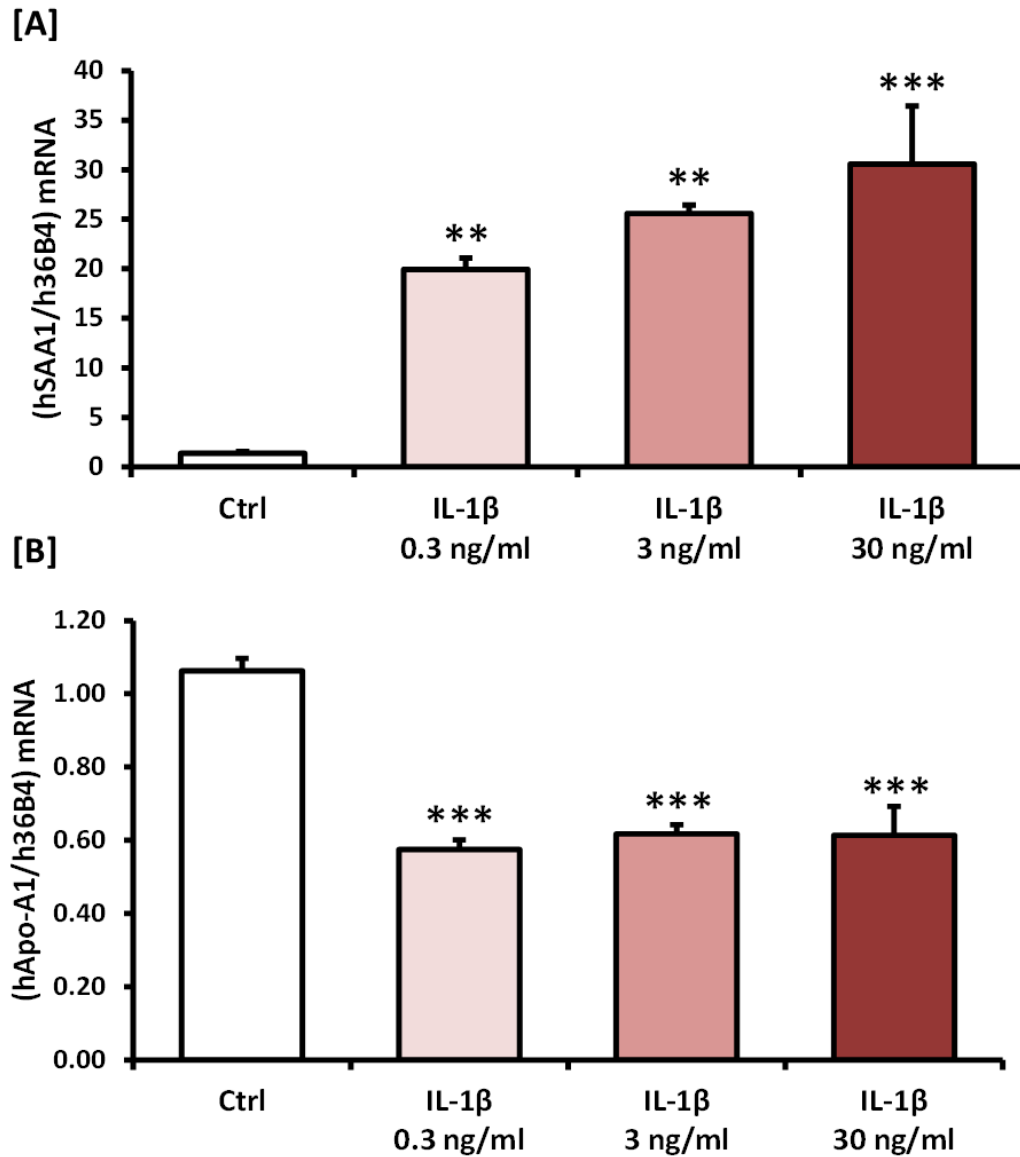 [A]
(hSAA1/h36B4) mRNA
40
35
30
25
20
15
10
5
0
**
**
***
Ctrl
IL-1β
0.3 ng/ml
IL-1β
3 ng/ml
IL-1β
30 ng/ml
[B]
(hApo-A1/h36B4) mRNA
1.20
1.00
0.80
0.60
0.40
0.20
0.00
***
***
***
Ctrl
IL-1β
0.3 ng/ml
IL-1β
3 ng/ml
IL-1β
30 ng/ml